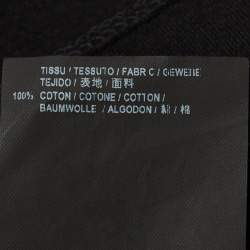 TISSU / TESSUTO / FABRIC / GEWEBE
TEJIDO / 表地 / 面料
100% COTON / COTONE / COTTON /
BAUMWOLLE / ALGODON / 綿 / 棉